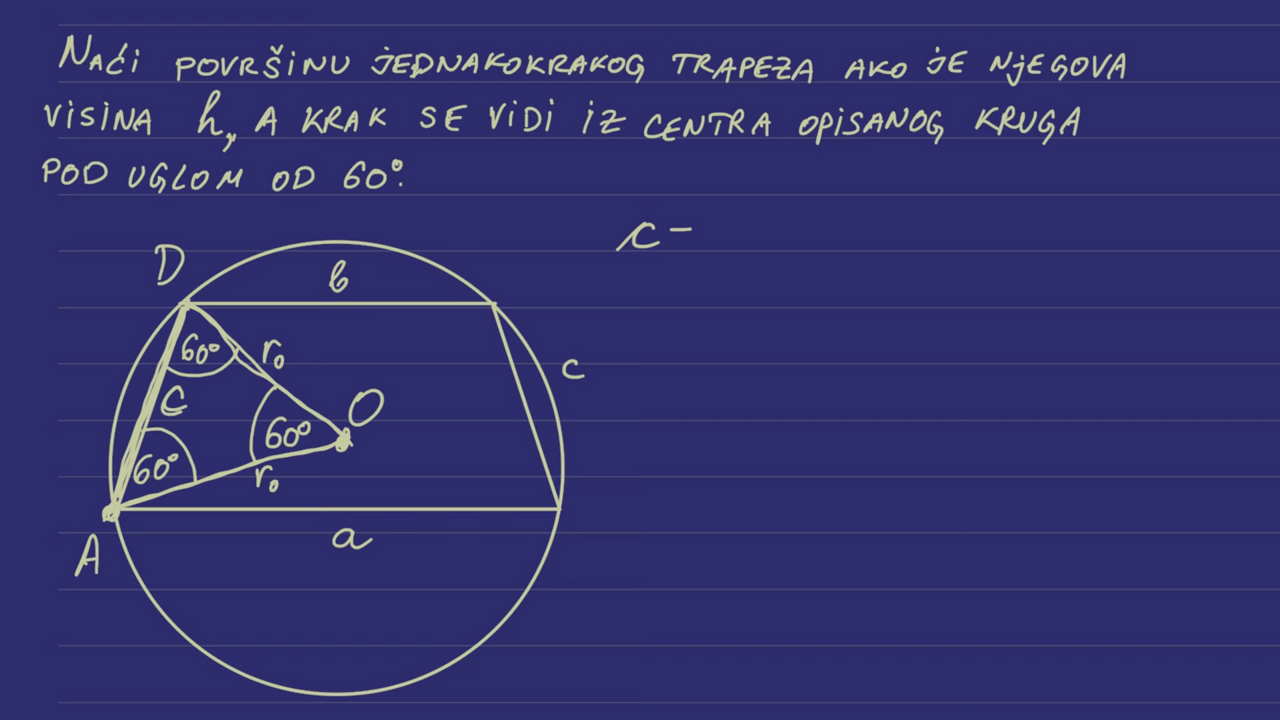 NAći POVRŠINU JEDNAKOKRAKOG TRAPEZA AKO JE NJEGOVA
VISINA h, A KRAK SE VIDI IZ CENTRA OPISANOG KRUGA
POD UGLOM OD 60°.
c -
D
b
60°
r₀
c
c
O
60°
60°
r₀
a
A